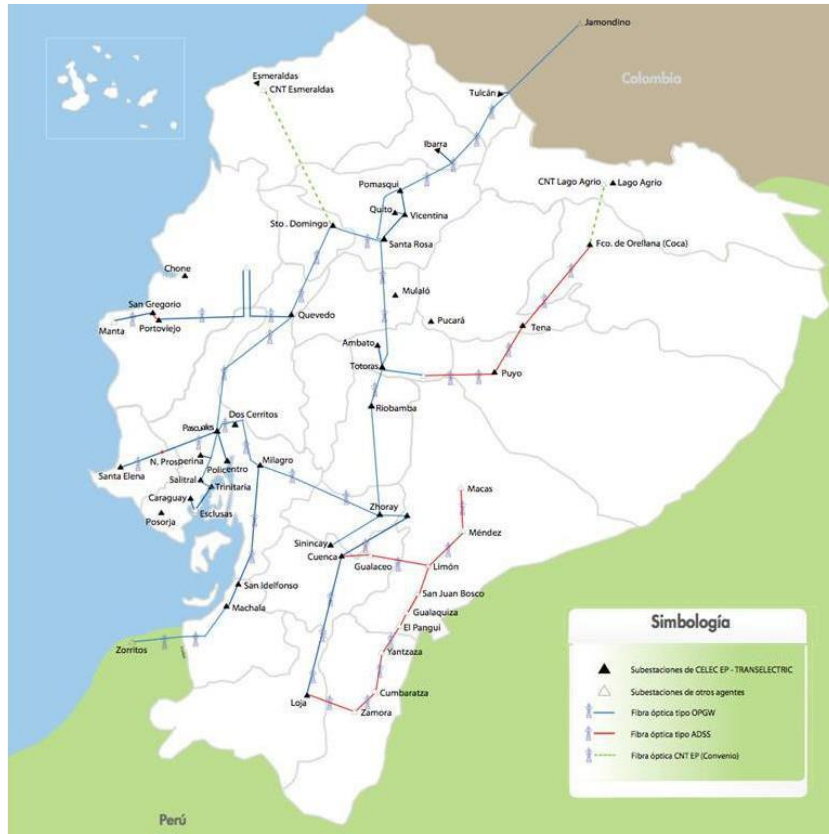 Jamondino
Colombia
Esmeraldas
CNT Esmeraldas
Tulcán
Ibarra
Pomasqui
CNT Lago Agrio
Lago Agrio
Quito
Vicentina
Sto . Domingo
Santa Rosa
Fco. de Orellana (Coca)
Chone
Mulaló
San Gregorio
Quevedo
Pucará
Manta
Portoviejo
Tena
Ambato
Totoras
Puyo
Riobamba
Dos Cerritos
Pascuales
N. Prosperina
Policentro
Milagro
Santa Elena
Salitral
Trinitaria
Macas
Caraguay
Esclusas
Posorja
Zhoray
Méndez
Sinincay
Cuenca
Gualaceo
Limón
San Idelfonso
San Juan Bosco
Machala
Gualaquiza
El Pangui
Zorritos
Yantzaza
Cumbaratza
Loja
Zamora
Perú
Simbología
Subestaciones de CELEC EP - TRANSELECTRIC
Subestaciones de otros agentes
Fibra óptica tipo OPGW
Fibra óptica tipo ADSS
Fibra óptica CNT EP (Convenio)